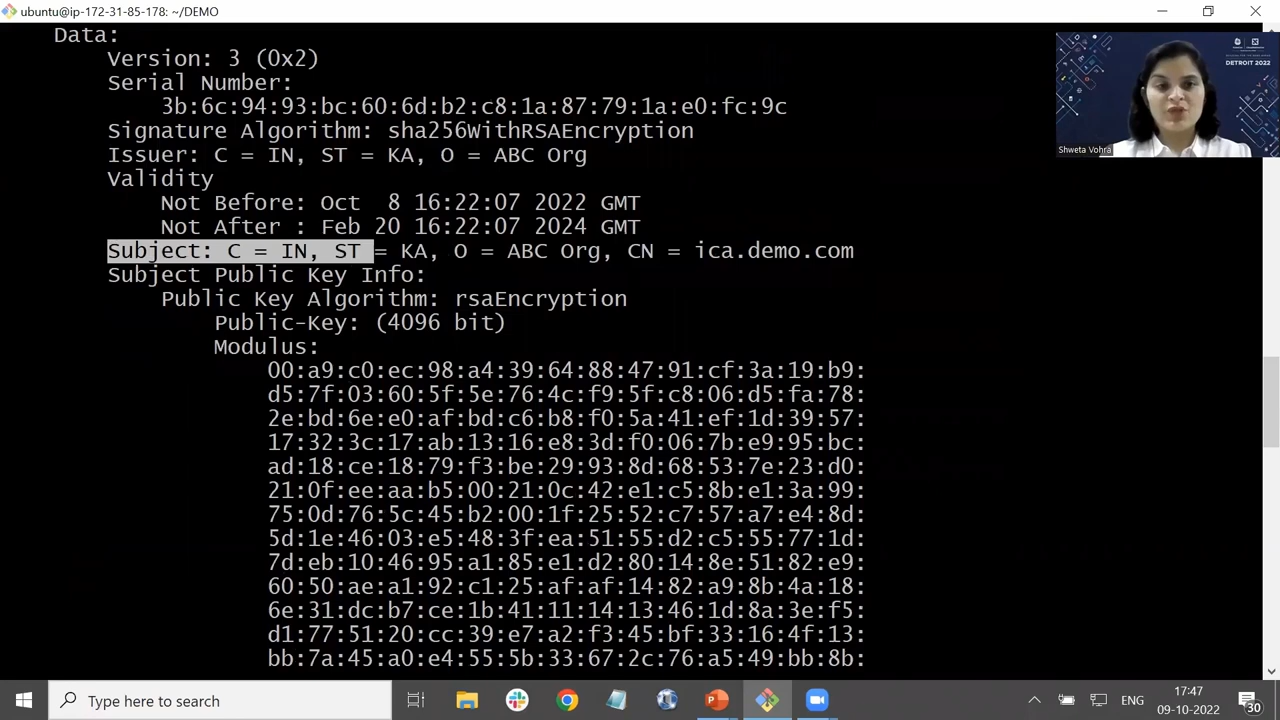 ubuntu@ip-172-31-85-178: ~/DEMO
Data:
Version: 3 (0x2)
Serial Number:
3b:6c:94:93:bc:60:6d:b2:c8:1a:87:79:1a:e0:fc:9c
Signature Algorithm: sha256WithRSAEncryption
Issuer: C = IN, ST = KA, O = ABC Org
Validity
Not Before: Oct  8 16:22:07 2022 GMT
Not After : Feb 20 16:22:07 2024 GMT
Subject: C = IN, ST = KA, O = ABC Org, CN = ica.demo.com
Subject Public Key Info:
Public Key Algorithm: rsaEncryption
Public-Key: (4096 bit)
Modulus:
00:a9:c0:ec:98:a4:39:64:88:47:91:cf:3a:19:b9:
d5:7f:03:60:5f:5e:76:4c:f9:5f:c8:06:d5:fa:78:
2e:bd:6e:e0:af:bd:c6:b8:f0:5a:41:ef:1d:39:57:
17:32:3c:17:ab:13:16:e8:3d:f0:06:7b:e9:95:bc:
ad:18:ce:18:79:f3:be:29:93:8d:68:53:7e:23:d0:
21:0f:ee:aa:b5:00:21:0c:42:e1:c5:8b:e1:3a:99:
75:0d:76:5c:45:b2:00:1f:25:52:c7:57:a7:e4:8d:
5d:1e:46:03:e5:48:3f:ea:51:55:d2:c5:55:77:1d:
7d:eb:10:46:95:a1:85:e1:d2:80:14:8e:51:82:e9:
60:50:ae:a1:92:c1:25:af:af:14:82:a9:8b:4a:18:
6e:31:dc:b7:ce:1b:41:11:14:13:46:1d:8a:3e:f5:
d1:77:51:20:cc:39:e7:a2:f3:45:bf:33:16:4f:13:
bb:7a:45:a0:e4:55:5b:33:67:2c:76:a5:49:bb:8b:
DETROIT 2022
Shweta Vohra
Type here to search
ENG
17:47
09-10-2022
30